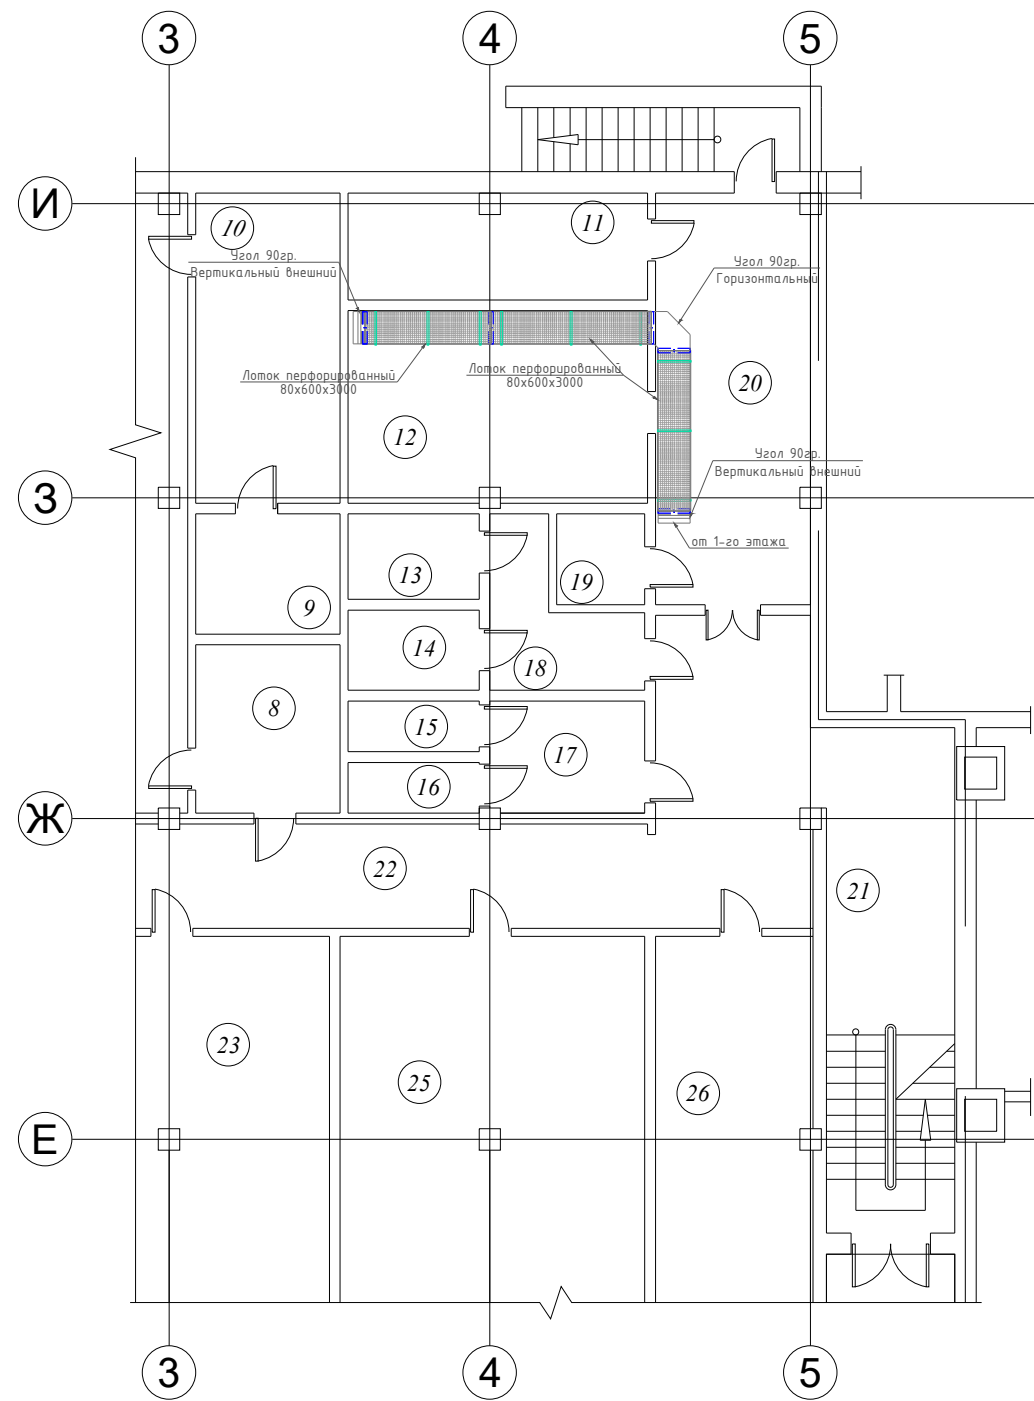 3
4
5
И
10
11
Угол 90гр.
Вертикальный внешний
Угол 90гр.
Горизонтальный
Лоток перфорированный
80х600х3000
Лоток перфорированный
80х600х3000
20
12
Угол 90гр.
Вертикальный внешний
З
от 1-го этажа
13
19
9
14
18
8
15
17
16
Ж
22
21
23
25
26
Е
3
4
5